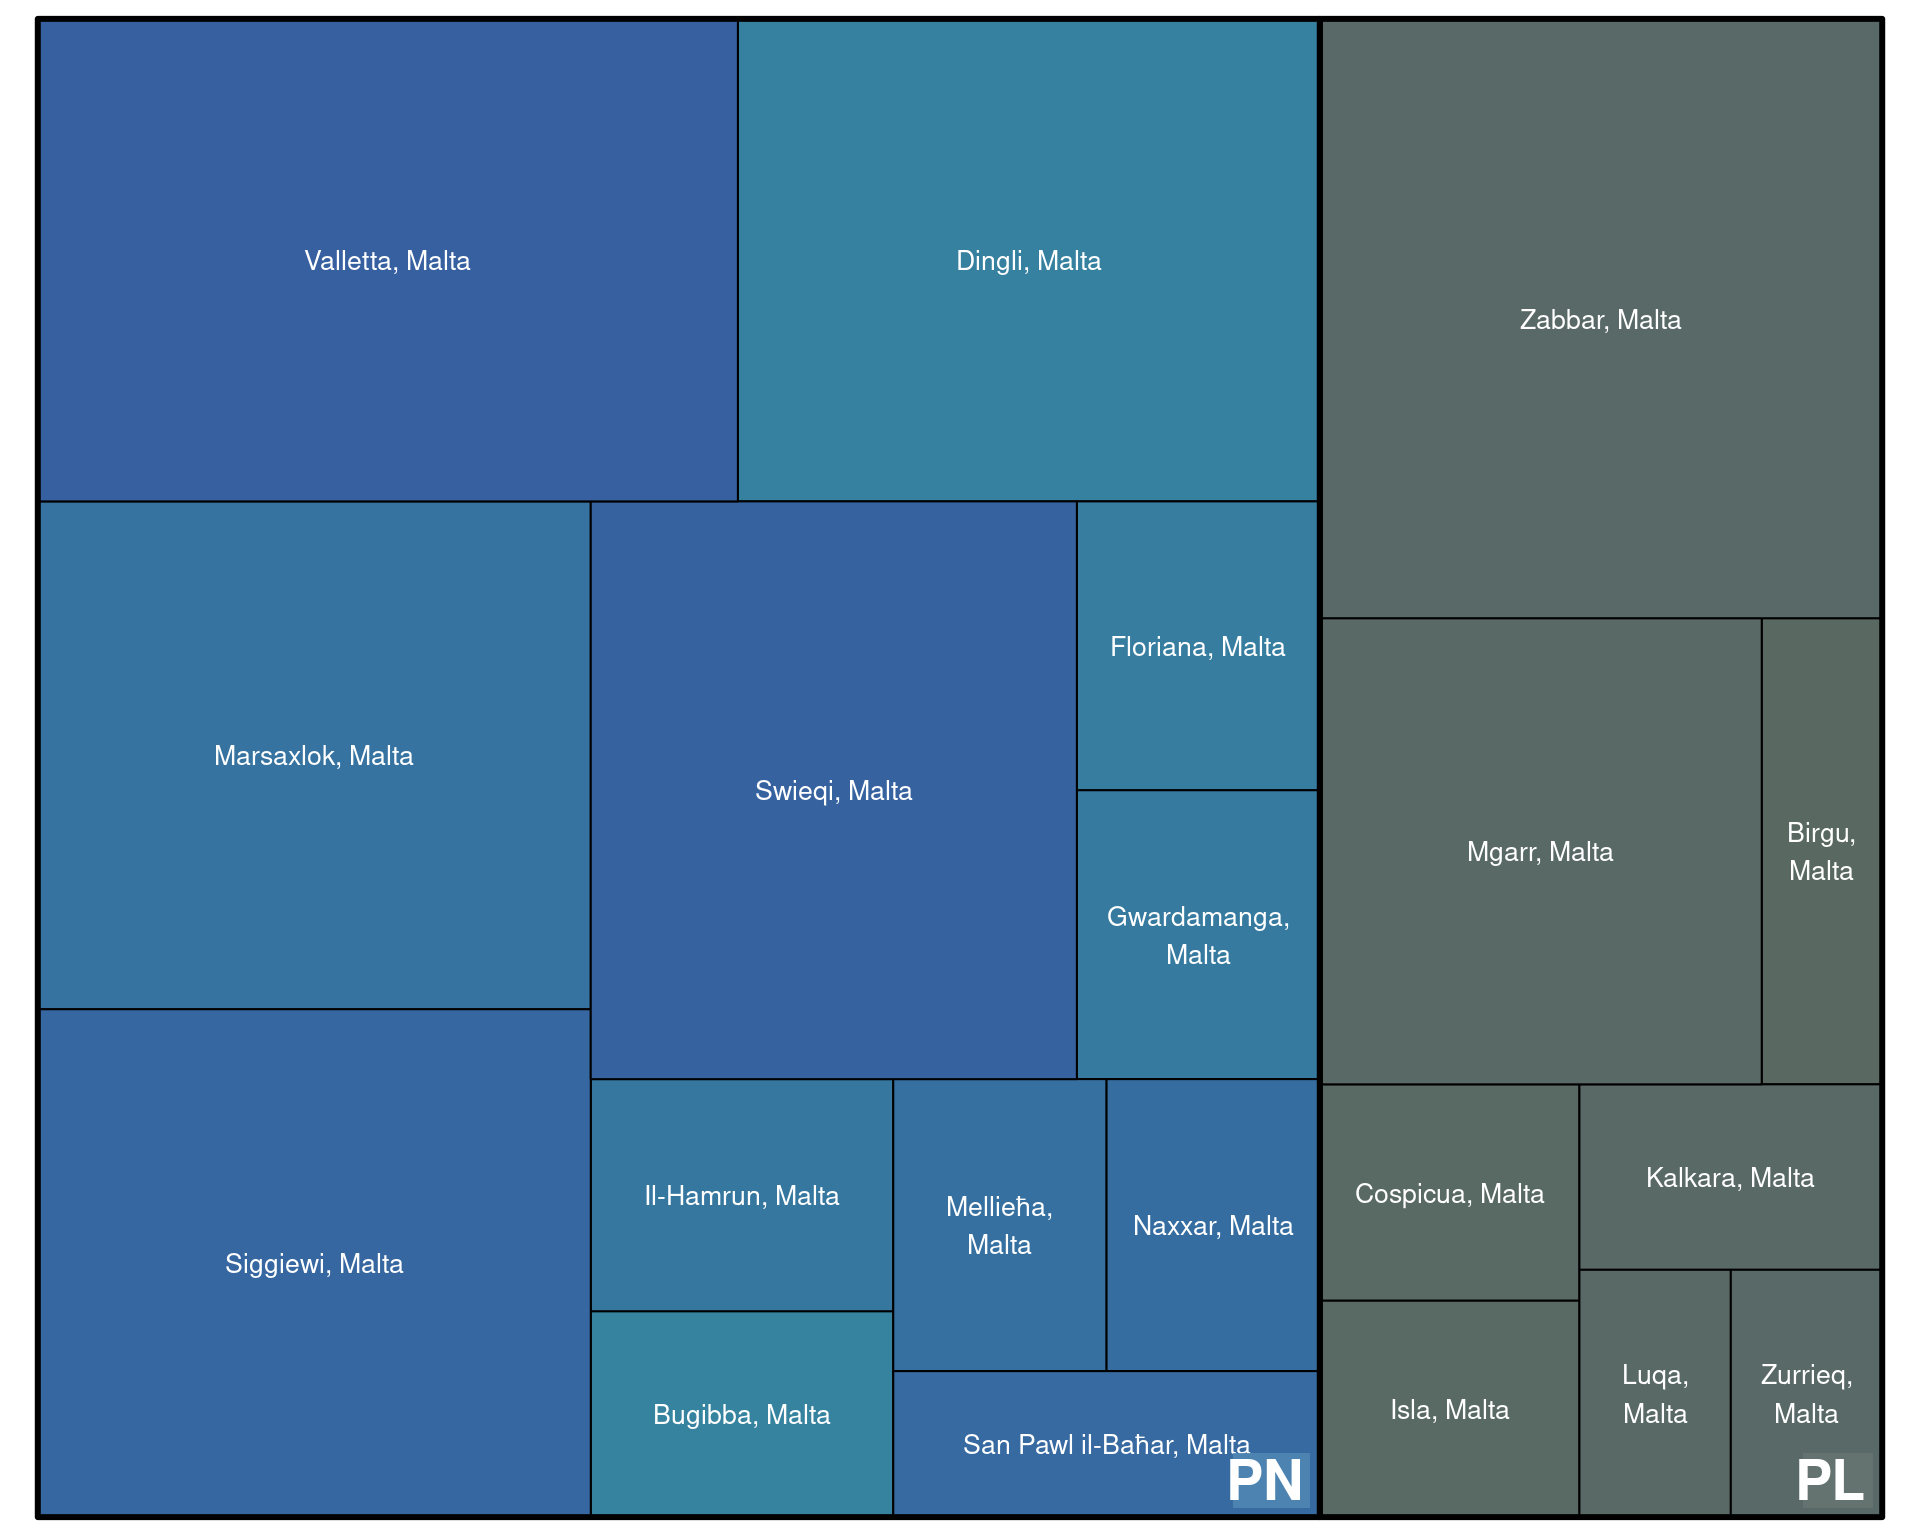 Valletta, Malta
Dingli, Malta
Zabbar, Malta
Marsaxlok, Malta
Swieqi, Malta
Floriana, Malta
Gwardamanga,
Malta
Mgarr, Malta
Birgu,
Malta
Siggiewi, Malta
Il-Hamrun, Malta
Mellieħa,
Malta
Naxxar, Malta
Bugibba, Malta
San Pawl il-Baħar, Malta
PN
Cospicua, Malta
Kalkara, Malta
Isla, Malta
Luqa,
Malta
Zurrieq,
Malta
PL